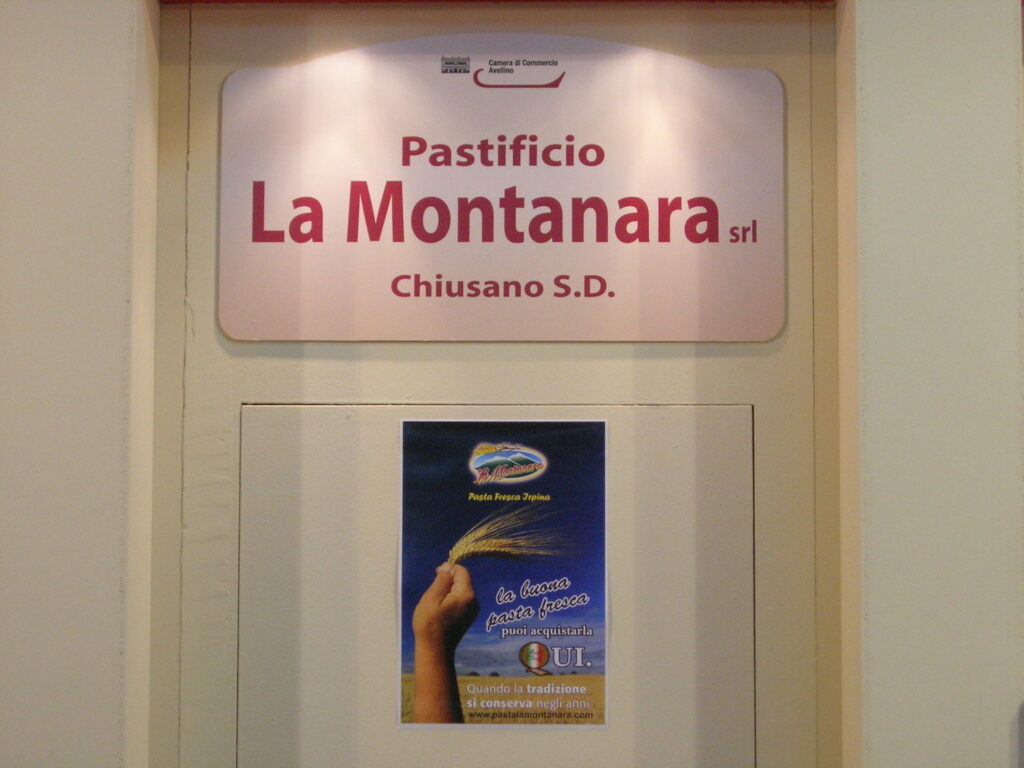 Camera di Commercio
Avellino
Pastificio
La Montanara srl
Chiusano S.D.
La Montanara
Pasta Fresca Irpina
la buona
pasta fresca
puoi acquistarla
QUI.
Quando la tradizione
si conserva negli anni
www.pastalamontanara.com